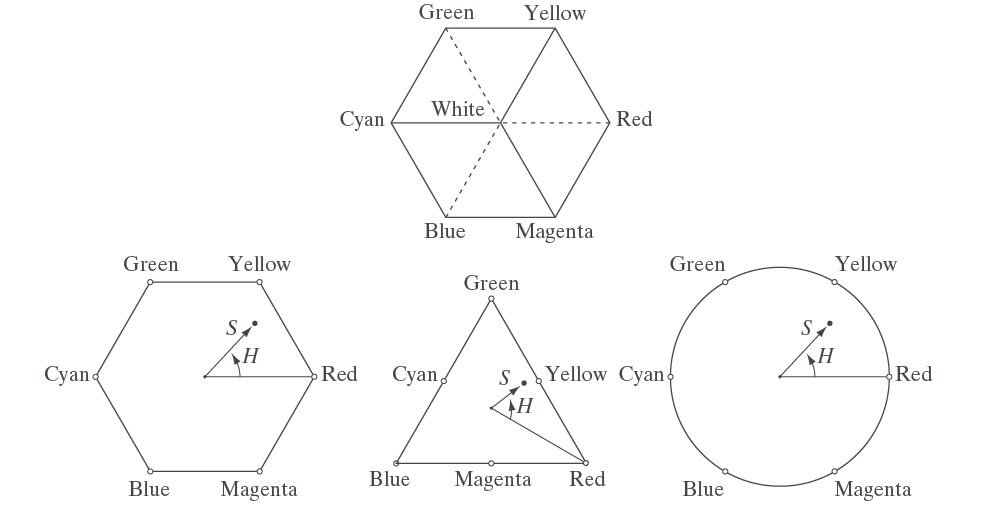 Green Yellow
White
Cyan Red
Blue Magenta
Green Yellow
S
H
Cyan Red
Blue Magenta
Green
Cyan S Yellow
H
Blue Magenta Red
Green Yellow
S
H
Cyan Red
Blue Magenta